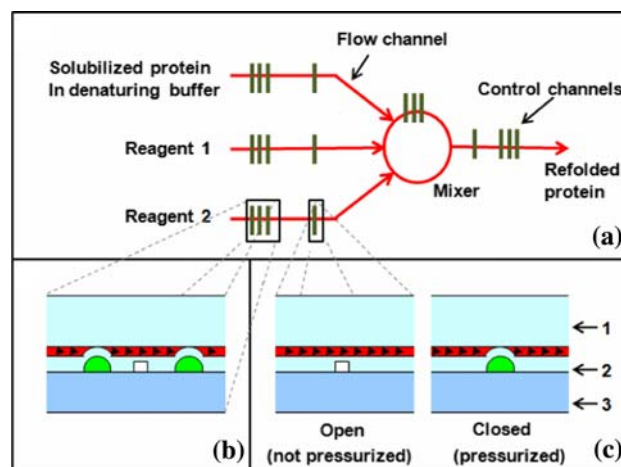 Flow channel
Solubilized protein
In denaturing buffer
Control channels
Reagent 1
Mixer
Refolded
protein
Reagent 2
(a)
1
2
3
(b)
Open
(not pressurized)
Closed
(pressurized)
(c)